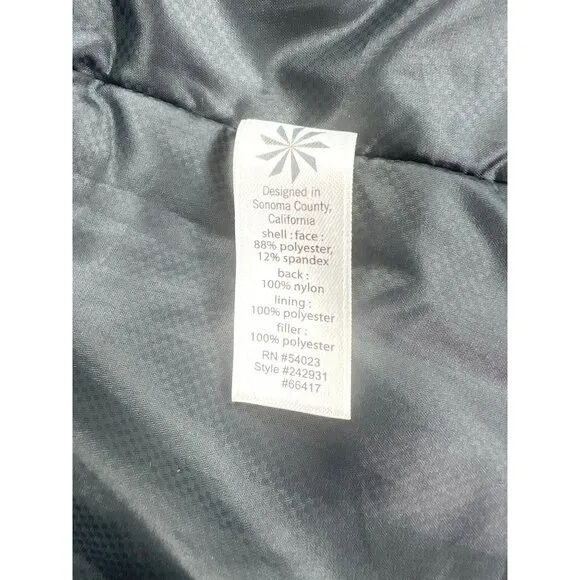 Designed in
Sonoma County,
California
shell : face :
88% polyester,
12% spandex
back :
100% nylon
lining :
100% polyester
filler :
100% polyester
RN #54023
Style #242931
#66417